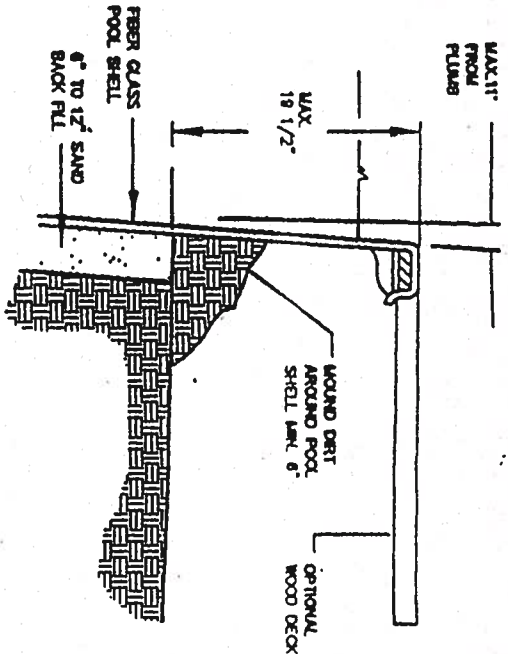 MAX.11"
FROM
PLUMB
MAX.
19 1/2"
FIBER GLASS
POOL SHELL
6" TO 12" SAND
BACK FILL
MOUND DIRT
AROUND POOL
SHELL MIN. 6"
OPTIONAL
WOOD DECK